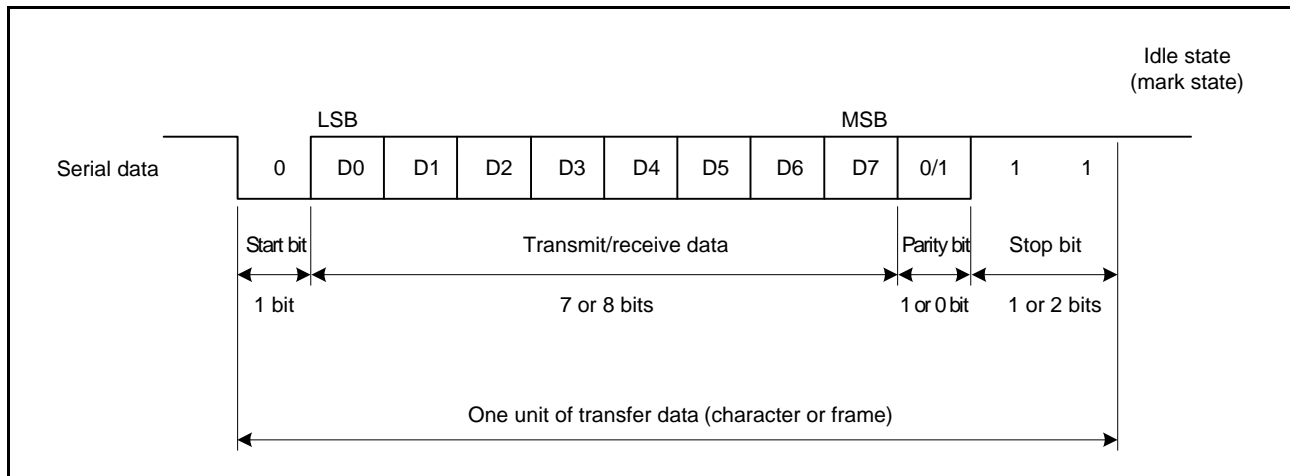 Idle state
(mark state)
LSB MSB
Serial data 0 D0 D1 D2 D3 D4 D5 D6 D7 0/1 1 1
Start bit Transmit/receive data Parity bit Stop bit
1 bit 7 or 8 bits 1 or 0 bit 1 or 2 bits
One unit of transfer data (character or frame)